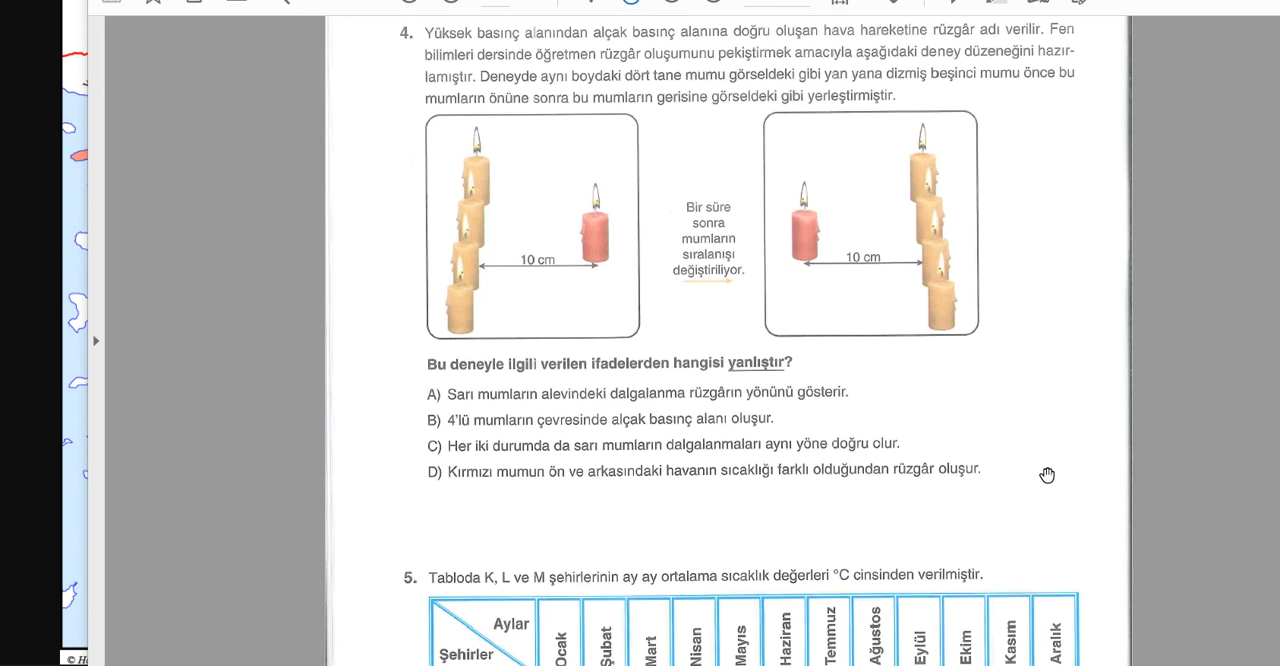 4. Yüksek basınç alanından alçak basınç alanına doğru oluşan hava hareketine rüzgâr adı verilir. Fen
bilimleri dersinde öğretmen rüzgâr oluşumunu pekiştirmek amacıyla aşağıdaki deney düzeneğini hazır-
lamıştır. Deneyde aynı boydaki dört tane mumu görseldeki gibi yan yana dizmiş beşinci mumu önce bu
mumların önüne sonra bu mumların gerisine görseldeki gibi yerleştirmiştir.
10 cm
Bir süre
sonra
mumların
sıralanışı
değiştiriliyor.
10 cm
Bu deneyle ilgili verilen ifadelerden hangisi yanlıştır?
A) Sarı mumların alevindeki dalgalanma rüzgârın yönünü gösterir.
B) 4'lü mumların çevresinde alçak basınç alanı oluşur.
C) Her iki durumda da sarı mumların dalgalanmaları aynı yöne doğru olur.
D) Kırmızı mumun ön ve arkasındaki havanın sıcaklığı farklı olduğundan rüzgâr oluşur.
5. Tabloda K, L ve M şehirlerinin ay ay ortalama sıcaklık değerleri °C cinsinden verilmiştir.
Aylar
Şehirler
Ocak
Şubat
Mart
Nisan
Mayıs
Haziran
Temmuz
Ağustos
Eylül
Ekim
Kasım
Aralık